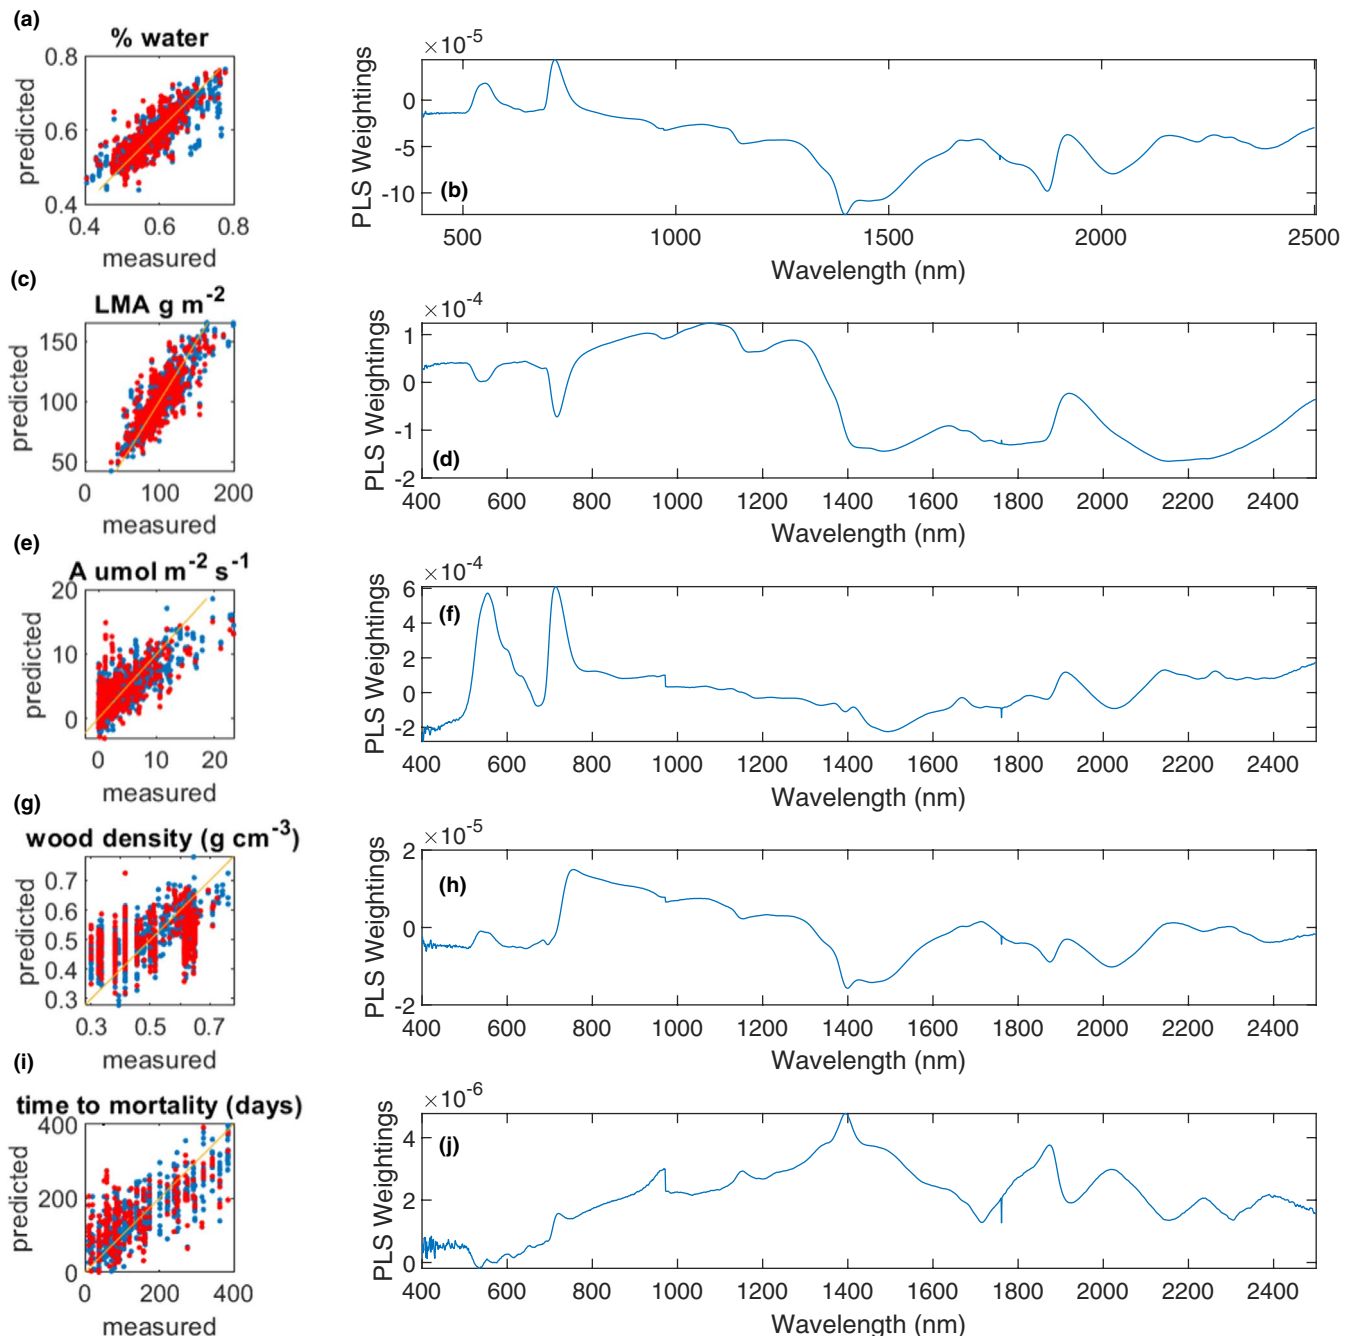 (a)
% water
0.8
0.6
0.4
0.4 0.6 0.8
predicted
measured
×10⁻⁵
0
-5
-10
PLS Weightings
(b)
500 1000 1500 2000 2500
Wavelength (nm)
(c)
LMA g m⁻²
150
100
50
0 100 200
predicted
measured
×10⁻⁴
1
0
-1
-2
PLS Weightings
(d)
400 600 800 1000 1200 1400 1600 1800 2000 2200 2400
Wavelength (nm)
(e)
A umol m⁻² s⁻¹
20
10
0
0 10 20
predicted
measured
×10⁻⁴
6
4
2
0
-2
PLS Weightings
(f)
400 600 800 1000 1200 1400 1600 1800 2000 2200 2400
Wavelength (nm)
(g)
wood density (g cm⁻³)
0.7
0.6
0.5
0.4
0.3
0.3 0.5 0.7
predicted
measured
×10⁻⁵
2
0
-2
PLS Weightings
(h)
400 600 800 1000 1200 1400 1600 1800 2000 2200 2400
Wavelength (nm)
(i)
time to mortality (days)
400
200
0
0 200 400
predicted
measured
×10⁻⁶
4
2
0
PLS Weightings
(j)
400 600 800 1000 1200 1400 1600 1800 2000 2200 2400
Wavelength (nm)